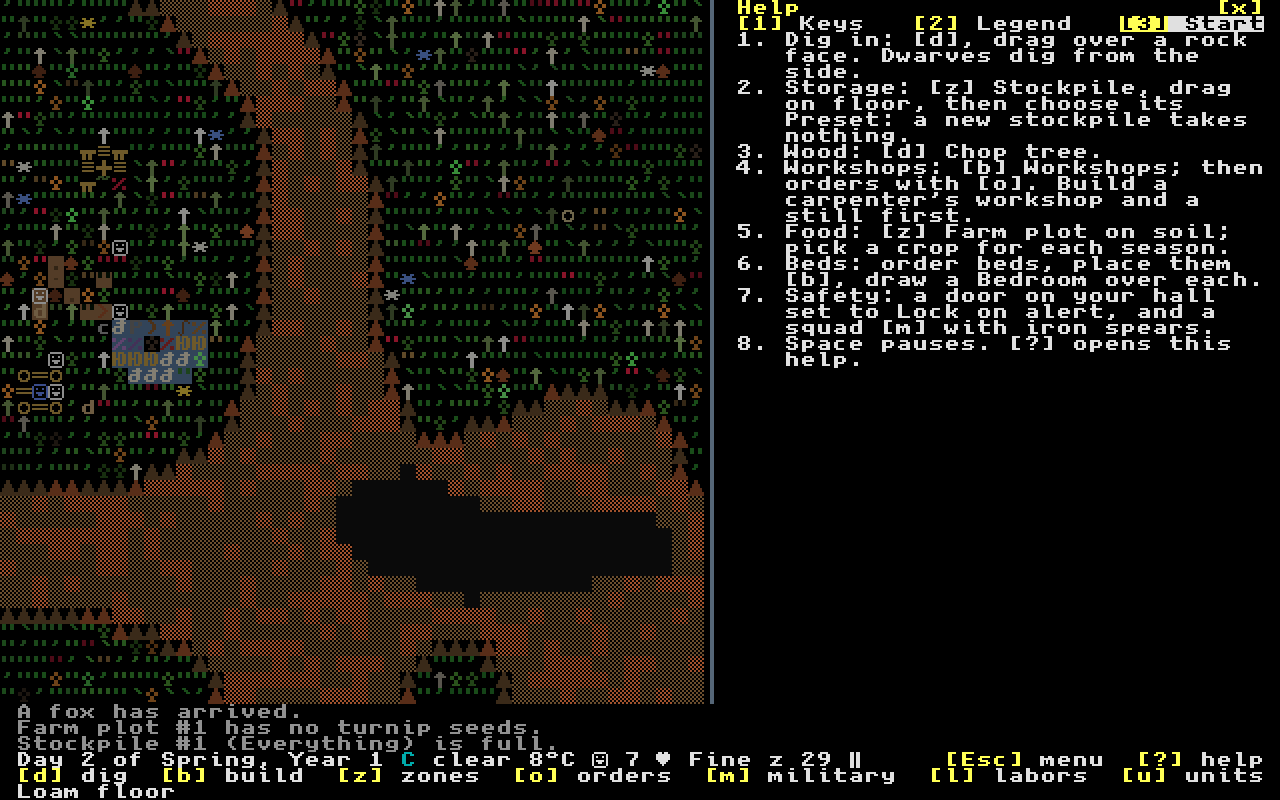 Help [x]
[1] Keys [2] Legend [3] Start
1. Dig in: [d], drag over a rock
face. Dwarves dig from the
side.
2. Storage: [z] Stockpile, drag
on floor, then choose its
Preset: a new stockpile takes
nothing.
3. Wood: [d] Chop tree.
4. Workshops: [b] Workshops; then
orders with [o]. Build a
carpenter's workshop and a
still first.
5. Food: [z] Farm plot on soil;
pick a crop for each season.
6. Beds: order beds, place them
[b], draw a Bedroom over each.
7. Safety: a door on your hall
set to Lock on alert, and a
squad [m] with iron spears.
8. Space pauses. [?] opens this
help.
A fox has arrived.
Farm plot #1 has no turnip seeds.
Stockpile #1 (Everything) is full.
Day 2 of Spring, Year 1 C clear 8°C ☺ 7 ♥ Fine z 29 ‖ [Esc] menu [?] help
[d] dig [b] build [z] zones [o] orders [m] military [l] labors [u] units
Loam floor